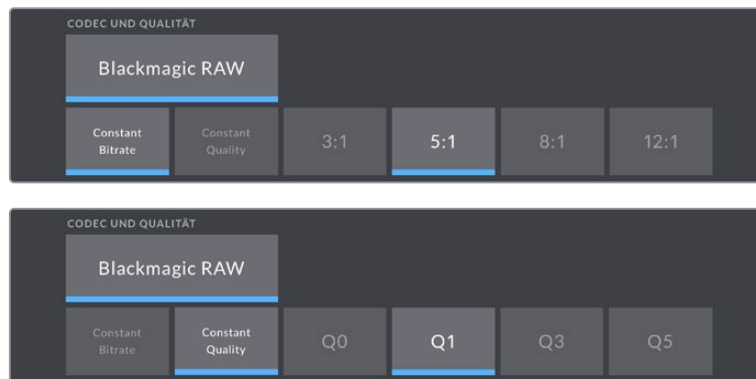 CODEC UND QUALITÄT
Blackmagic RAW
Constant Bitrate
Constant Quality
3:1
5:1
8:1
12:1
CODEC UND QUALITÄT
Blackmagic RAW
Constant Bitrate
Constant Quality
Q0
Q1
Q3
Q5